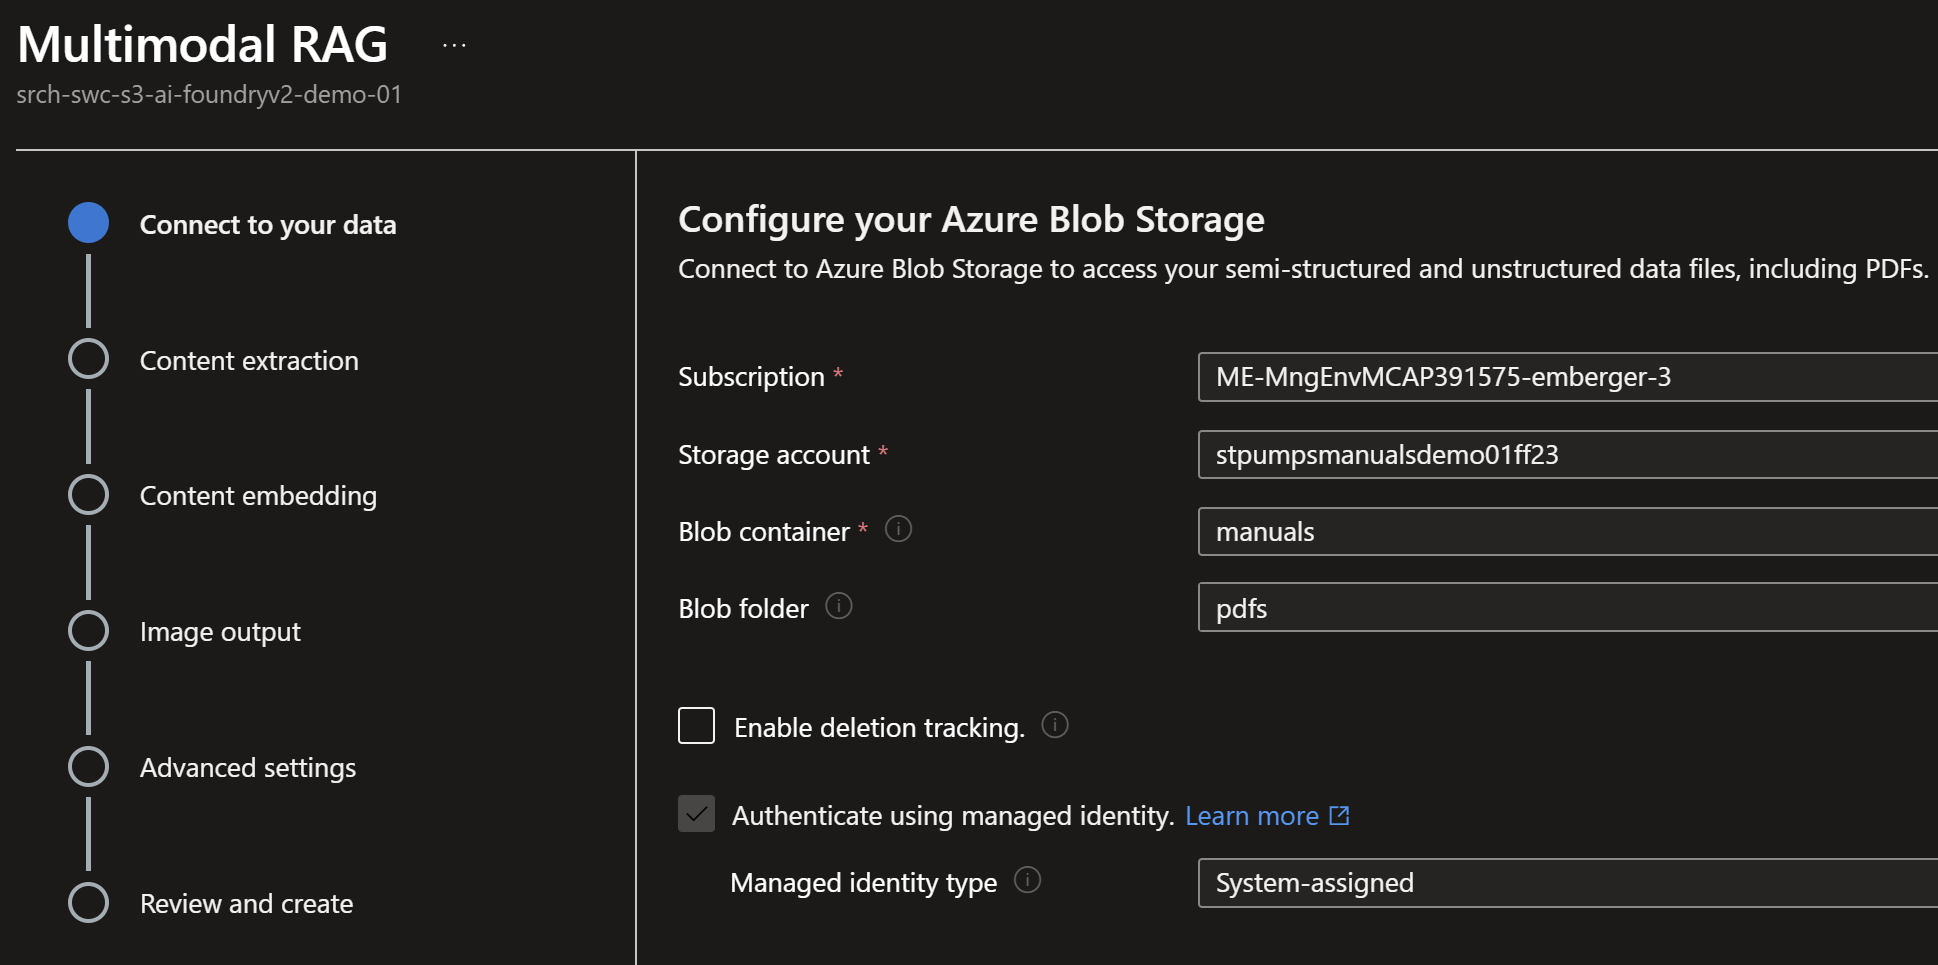 Multimodal RAG ...
srch-swc-s3-ai-foundryv2-demo-01
Connect to your data
Content extraction
Content embedding
Image output
Advanced settings
Review and create
Configure your Azure Blob Storage
Connect to Azure Blob Storage to access your semi-structured and unstructured data files, including PDFs.
Subscription * ME-MngEnvMCAP391575-emberger-3
Storage account * stpumpsmanualsdemo01ff23
Blob container * manuals
Blob folder pdfs
Enable deletion tracking.
Authenticate using managed identity. Learn more
Managed identity type System-assigned